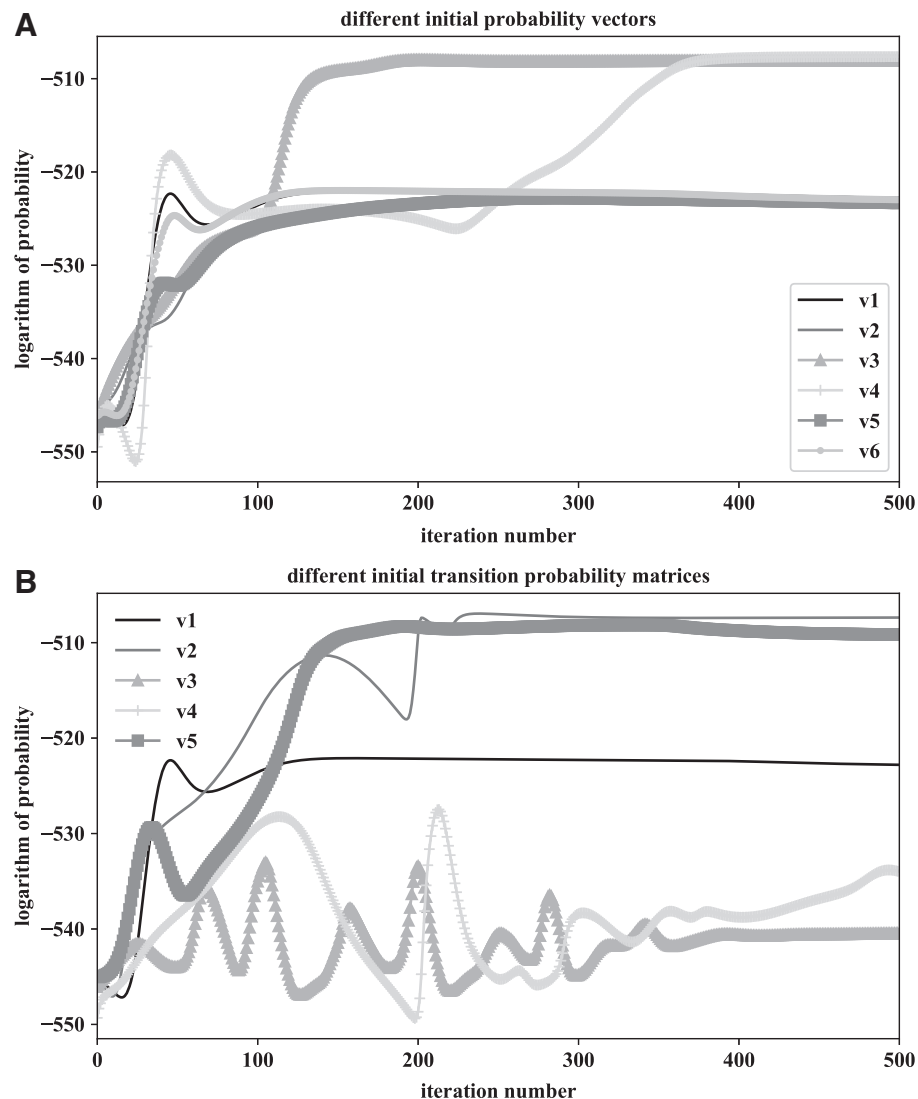 A
different initial probability vectors
logarithm of probability
−510
−520
−530
−540
−550
v1
v2
v3
v4
v5
v6
0 100 200 300 400 500
iteration number
B
different initial transition probability matrices
logarithm of probability
−510
−520
−530
−540
−550
v1
v2
v3
v4
v5
0 100 200 300 400 500
iteration number